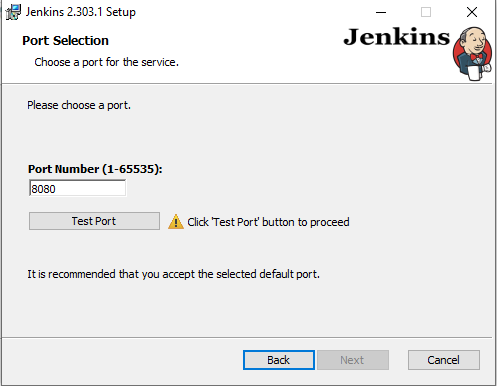 Jenkins 2.303.1 Setup
Port Selection
Choose a port for the service.
Jenkins
Please choose a port.
Port Number (1-65535):
8080
Test Port
Click 'Test Port' button to proceed
It is recommended that you accept the selected default port.
Back
Next
Cancel